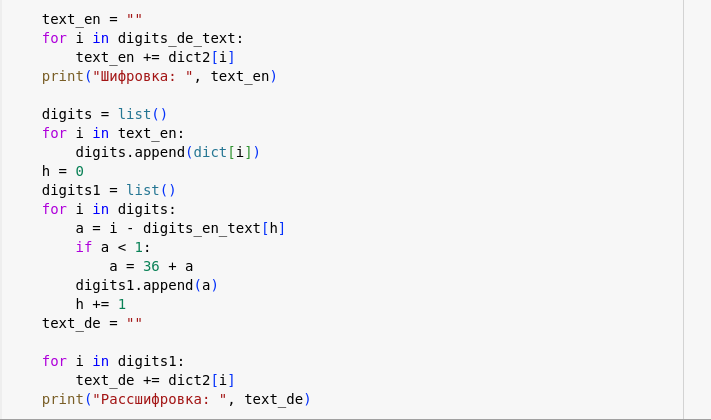 text_en = ""
for i in digits_de_text:
    text_en += dict2[i]
print("Шифровка: ", text_en)

digits = list()
for i in text_en:
    digits.append(dict[i])
h = 0
digits1 = list()
for i in digits:
    a = i - digits_en_text[h]
    if a < 1:
        a = 36 + a
    digits1.append(a)
    h += 1
text_de = ""

for i in digits1:
    text_de += dict2[i]
print("Рассшифровка: ", text_de)